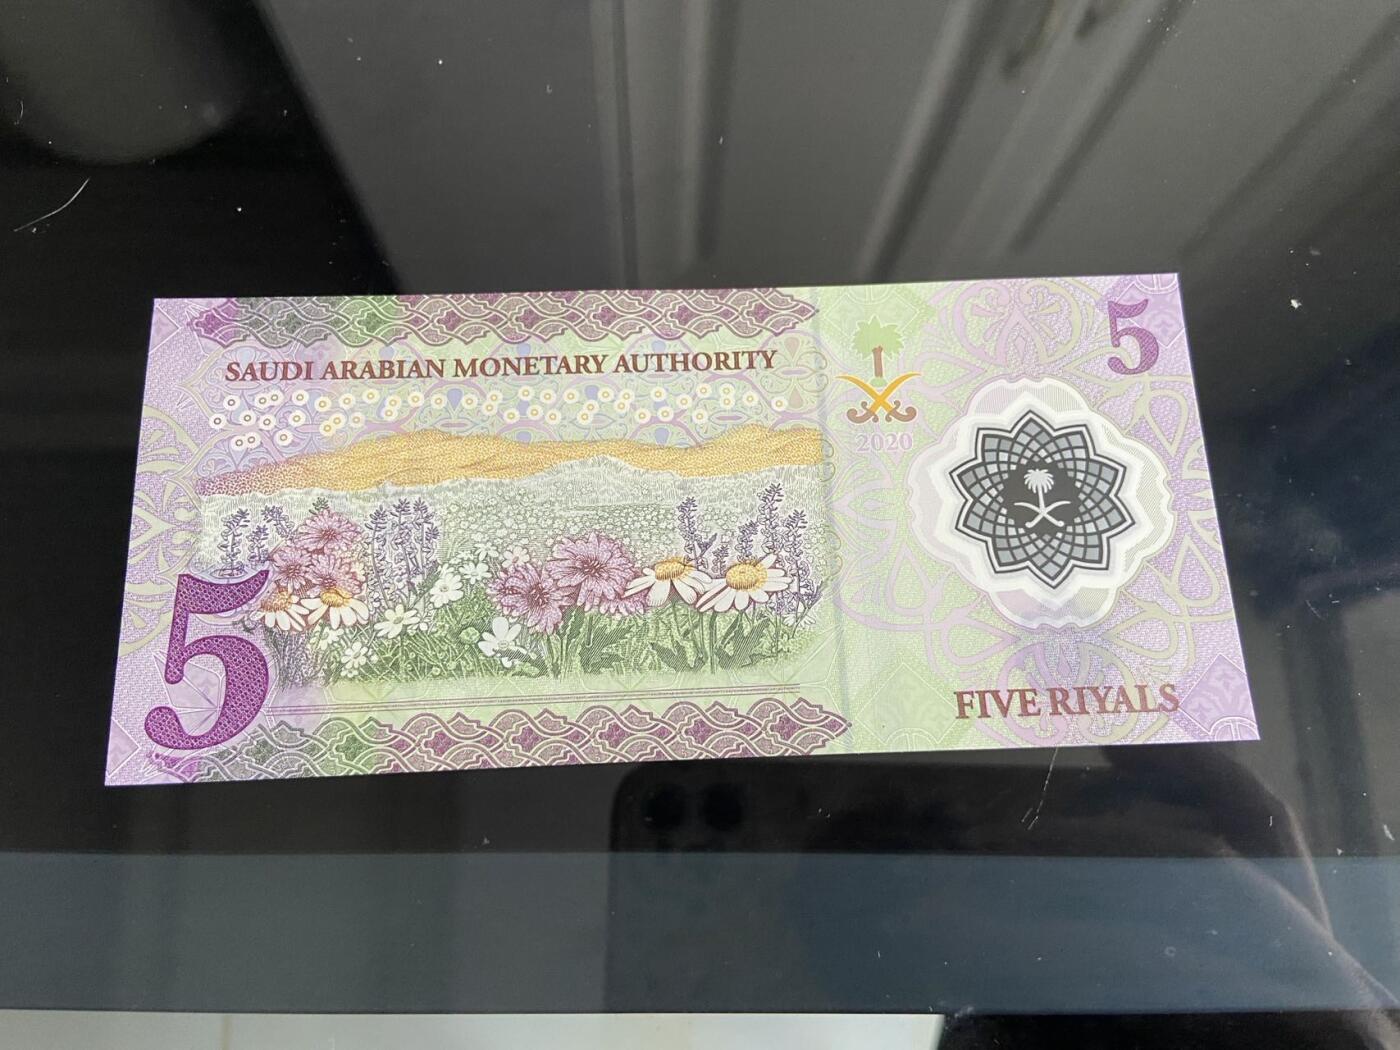 5
SAUDI ARABIAN MONETARY AUTHORITY
2020
5
FIVE RIYALS